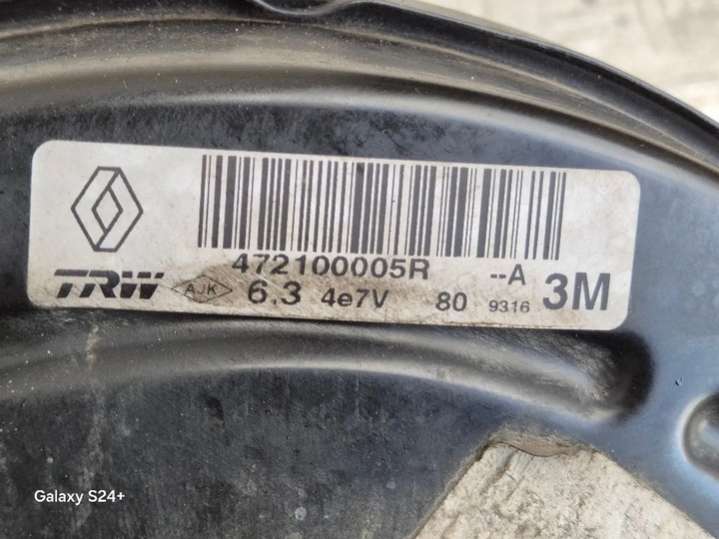 472100005R --A
TRW AJK 6.3 4e7V 80 9316 3M
Galaxy S24+